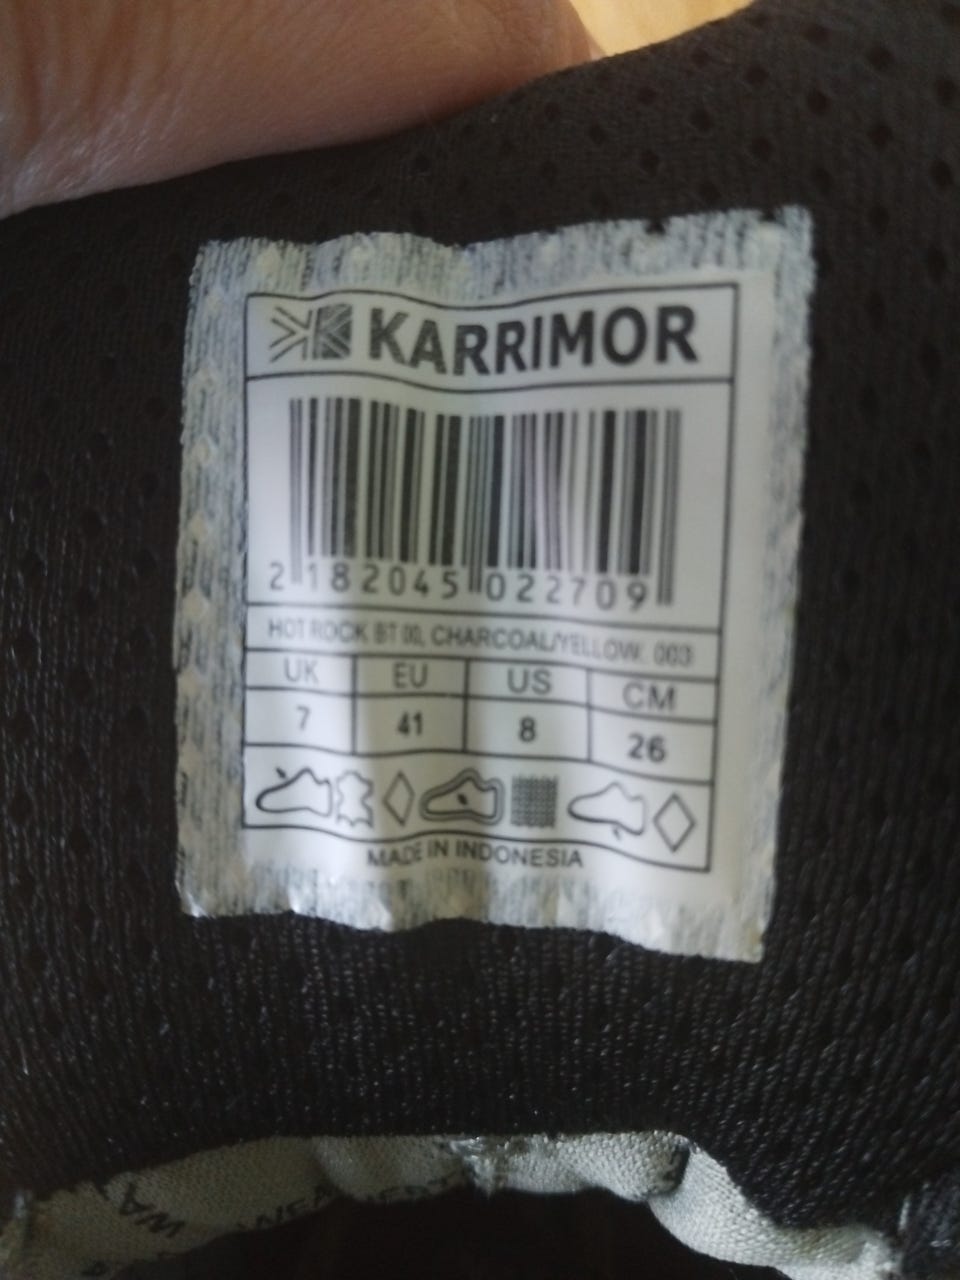 KARRIMOR
2 182045 022709
HOT ROCK BT 00, CHARCOAL/YELLOW. 003
UK EU US CM
7 41 8 26
MADE IN INDONESIA